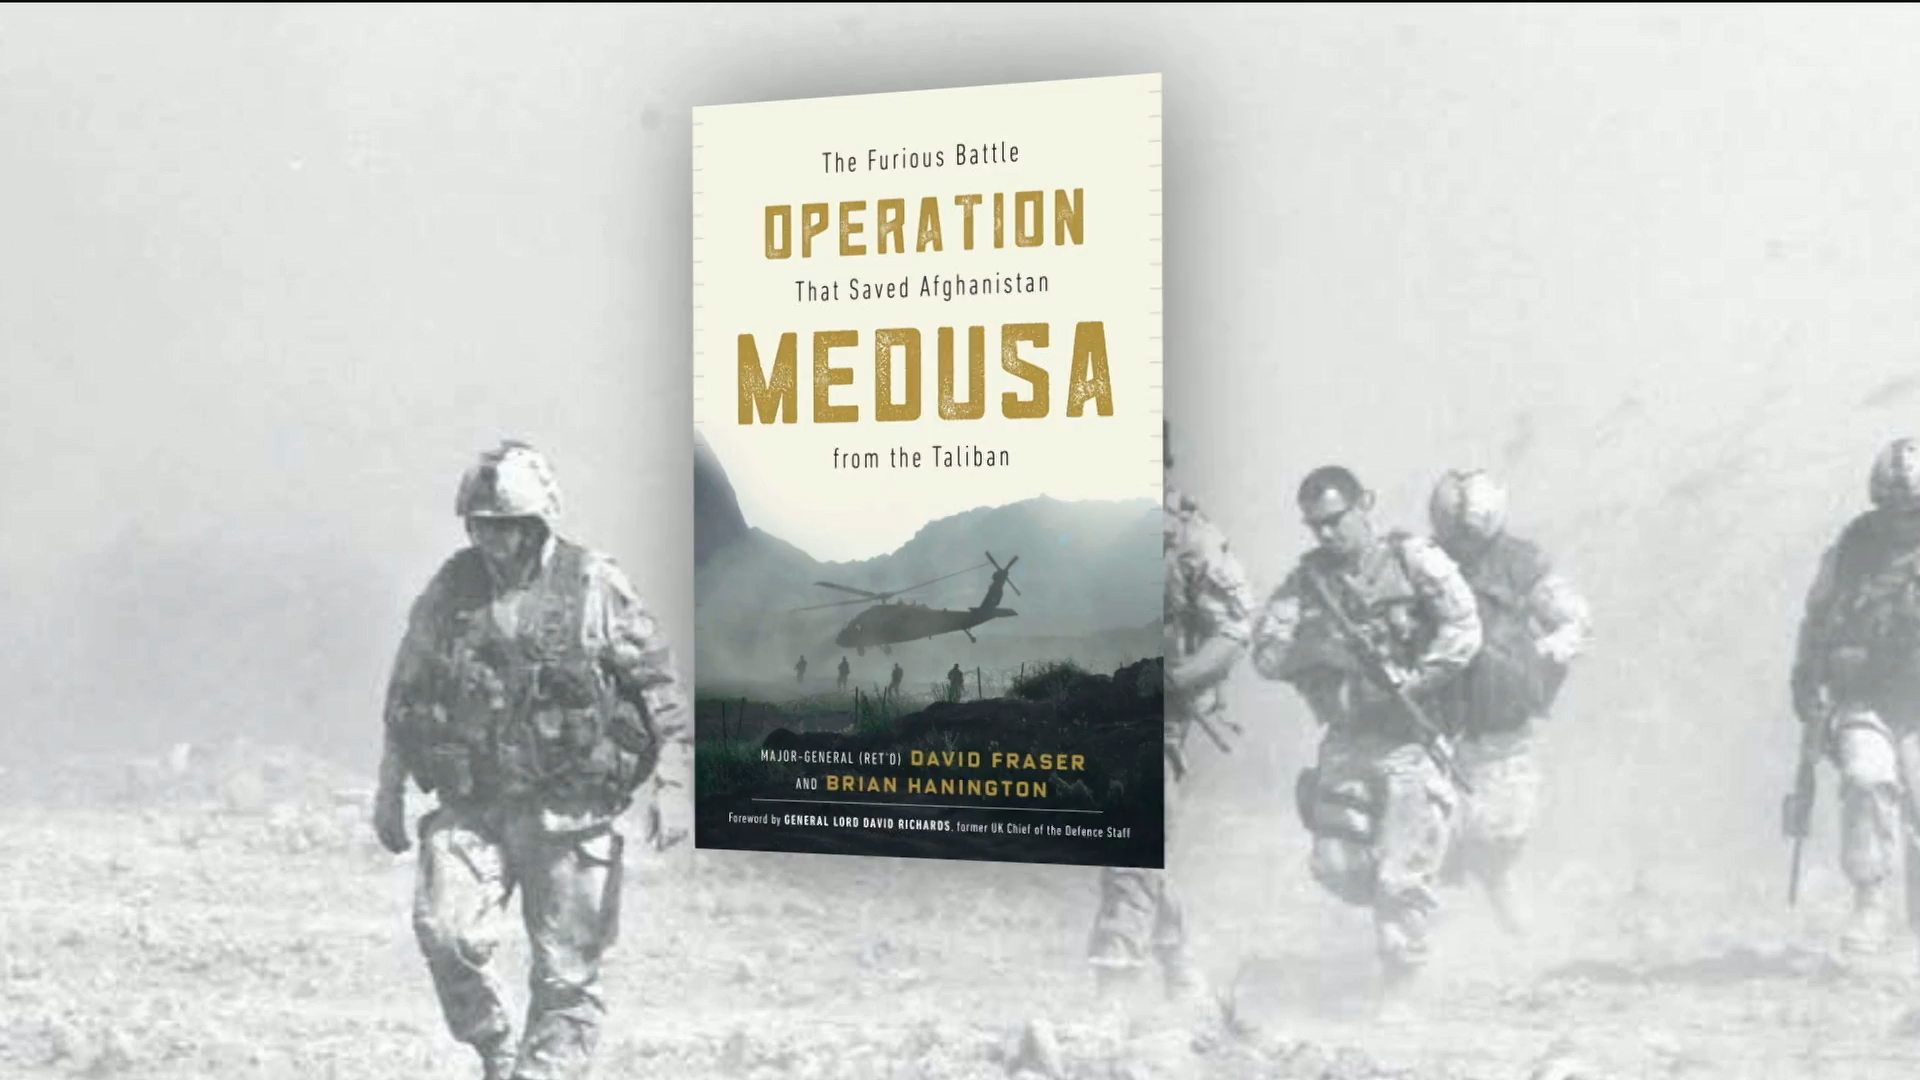 The Furious Battle
OPERATION
That Saved Afghanistan
MEDUSA
from the Taliban
MAJOR-GENERAL (RET'D) DAVID FRASER
AND BRIAN HANINGTON
Foreword by GENERAL LORD DAVID RICHARDS, former UK Chief of the Defence Staff